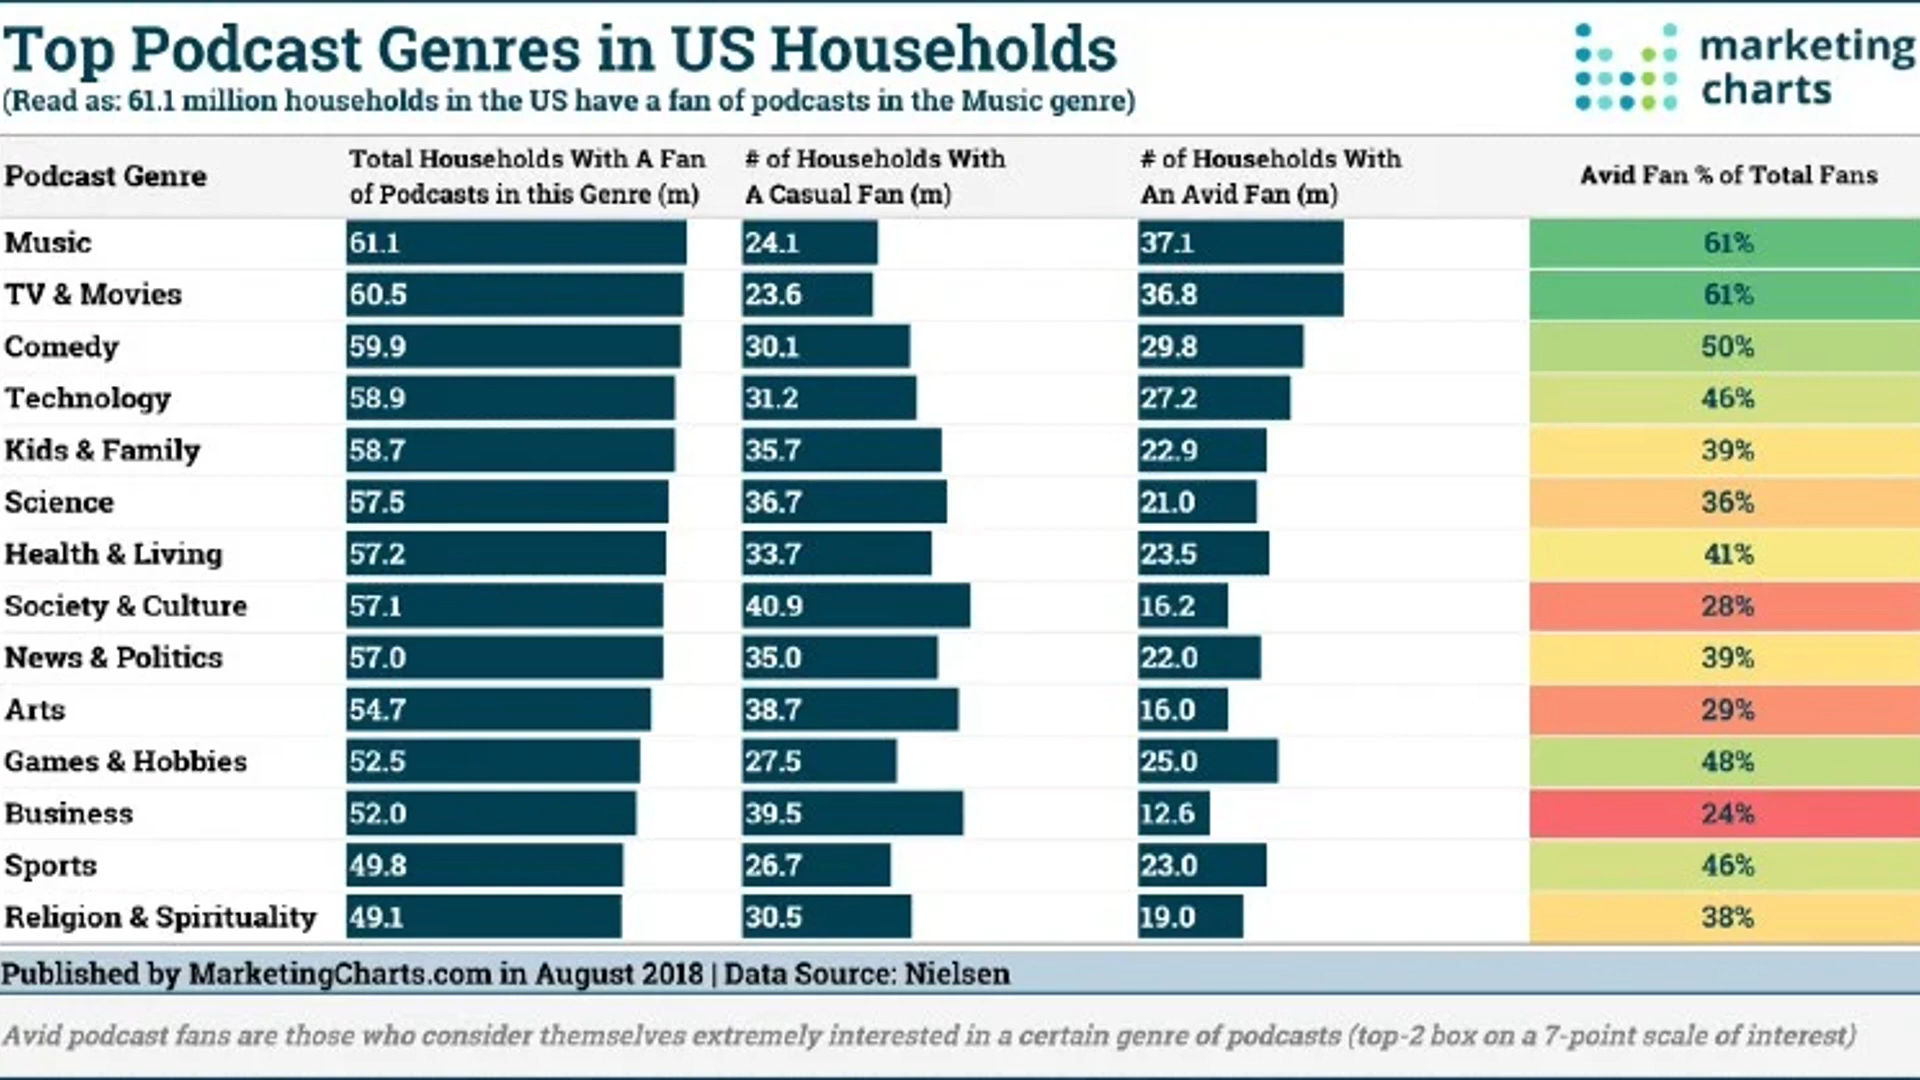 Top Podcast Genres in US Households
(Read as: 61.1 million households in the US have a fan of podcasts in the Music genre)
marketing
charts
Podcast Genre
Total Households With A Fan
of Podcasts in this Genre (m)
# of Households With
A Casual Fan (m)
# of Households With
An Avid Fan (m)
Avid Fan % of Total Fans
Music 61.1 24.1 37.1 61%
TV & Movies 60.5 23.6 36.8 61%
Comedy 59.9 30.1 29.8 50%
Technology 58.9 31.2 27.2 46%
Kids & Family 58.7 35.7 22.9 39%
Science 57.5 36.7 21.0 36%
Health & Living 57.2 33.7 23.5 41%
Society & Culture 57.1 40.9 16.2 28%
News & Politics 57.0 35.0 22.0 39%
Arts 54.7 38.7 16.0 29%
Games & Hobbies 52.5 27.5 25.0 48%
Business 52.0 39.5 12.6 24%
Sports 49.8 26.7 23.0 46%
Religion & Spirituality 49.1 30.5 19.0 38%
Published by MarketingCharts.com in August 2018 | Data Source: Nielsen
Avid podcast fans are those who consider themselves extremely interested in a certain genre of podcasts (top-2 box on a 7-point scale of interest)